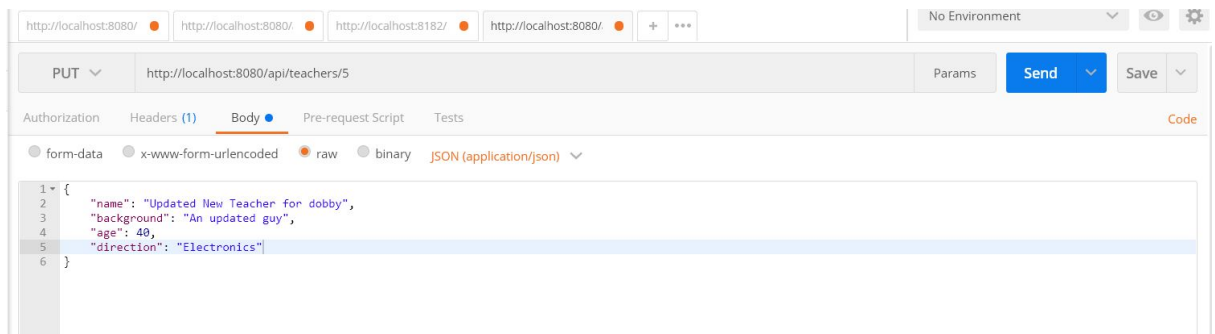 http://localhost:8080/ http://localhost:8080/ http://localhost:8182/ http://localhost:8080/ + ••• No Environment
PUT http://localhost:8080/api/teachers/5 Params Send Save
Authorization Headers (1) Body Pre-request Script Tests Code
form-data x-www-form-urlencoded raw binary JSON (application/json)
1 {
2 "name": "Updated New Teacher for dobby",
3 "background": "An updated guy",
4 "age": 40,
5 "direction": "Electronics"
6 }